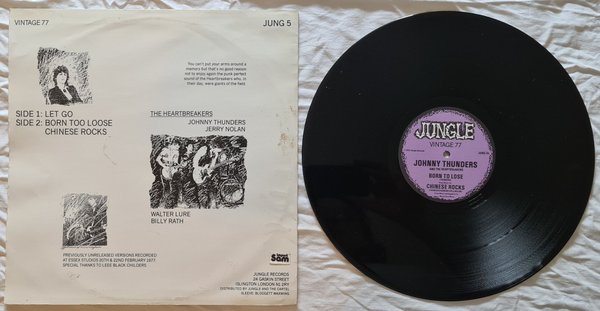 VINTAGE 77
JUNG 5
You can't put your arms around a
memory but that's no good reason
not to enjoy again the punk perfect
sound of the Heartbreakers who, in
their day, were giants of the field.
SIDE 1: LET GO
SIDE 2: BORN TOO LOOSE
CHINESE ROCKS
THE HEARTBREAKERS
JOHNNY THUNDERS
JERRY NOLAN
WALTER LURE
BILLY RATH
PREVIOUSLY UNRELEASED VERSIONS RECORDED
AT ESSEX STUDIOS 20TH & 22ND FEBRUARY 1977
SPECIAL THANKS TO LEEE BLACK CHILDERS
JUNGLE RECORDS
24 GASKIN STREET
ISLINGTON LONDON N1 2RY
DISTRIBUTED BY JUNGLE AND THE CARTEL
SLEEVE: BLODGETT WAXWING
JUNGLE
VINTAGE 77
JOHNNY THUNDERS
AND THE HEARTBREAKERS
BORN TO LOSE
CHINESE ROCKS